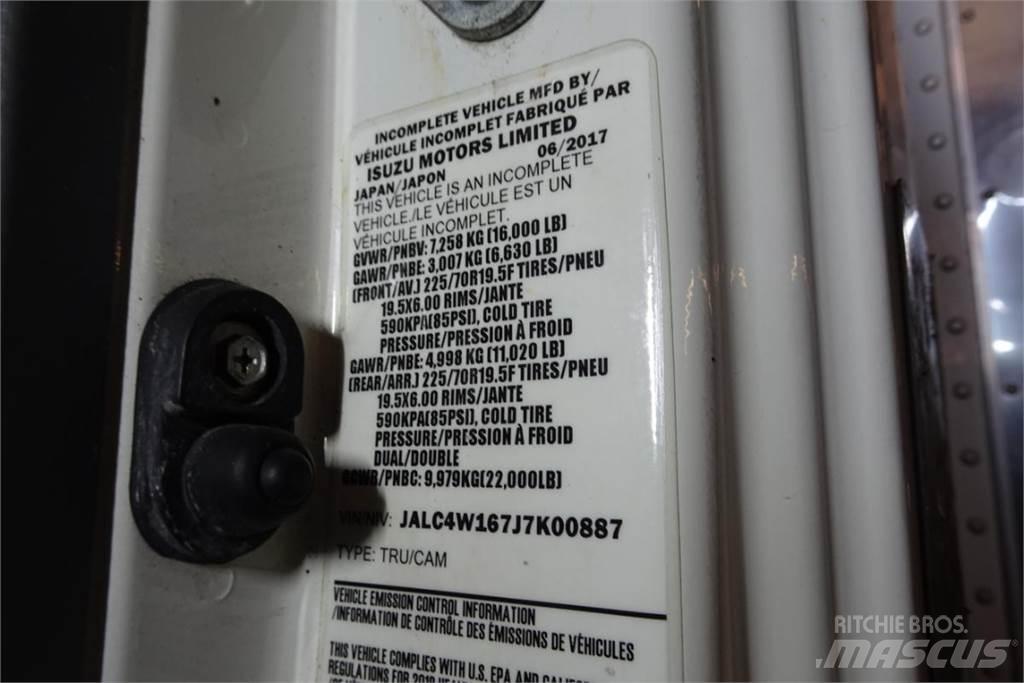 INCOMPLETE VEHICLE MFD BY/
VÉHICULE INCOMPLET FABRIQUÉ PAR
ISUZU MOTORS LIMITED
JAPAN/JAPON 06/2017
THIS VEHICLE IS AN INCOMPLETE
VEHICLE./LE VÉHICULE EST UN
VÉHICULE INCOMPLET.
GVWR/PNBV: 7,258 KG (16,000 LB)
GAWR/PNBE: 3,007 KG (6,630 LB)
(FRONT/AV.) 225/70R19.5F TIRES/PNEU
19.5X6.00 RIMS/JANTE
590KPA(85PSI), COLD TIRE
PRESSURE/PRESSION À FROID
GAWR/PNBE: 4,998 KG (11,020 LB)
(REAR/ARR.) 225/70R19.5F TIRES/PNEU
19.5X6.00 RIMS/JANTE
590KPA(85PSI), COLD TIRE
PRESSURE/PRESSION À FROID
DUAL/DOUBLE
GCWR/PNBC: 9,979KG(22,000LB)
VIN/NIV: JALC4W167J7K00887
TYPE: TRU/CAM
VEHICLE EMISSION CONTROL INFORMATION
/INFORMATION DE CONTRÔLE DES ÉMISSIONS DE VÉHICULES
THIS VEHICLE COMPLIES WITH U.S. EPA AND
REGULATIONS FOR 2018
RITCHIE BROS.
MASCUS